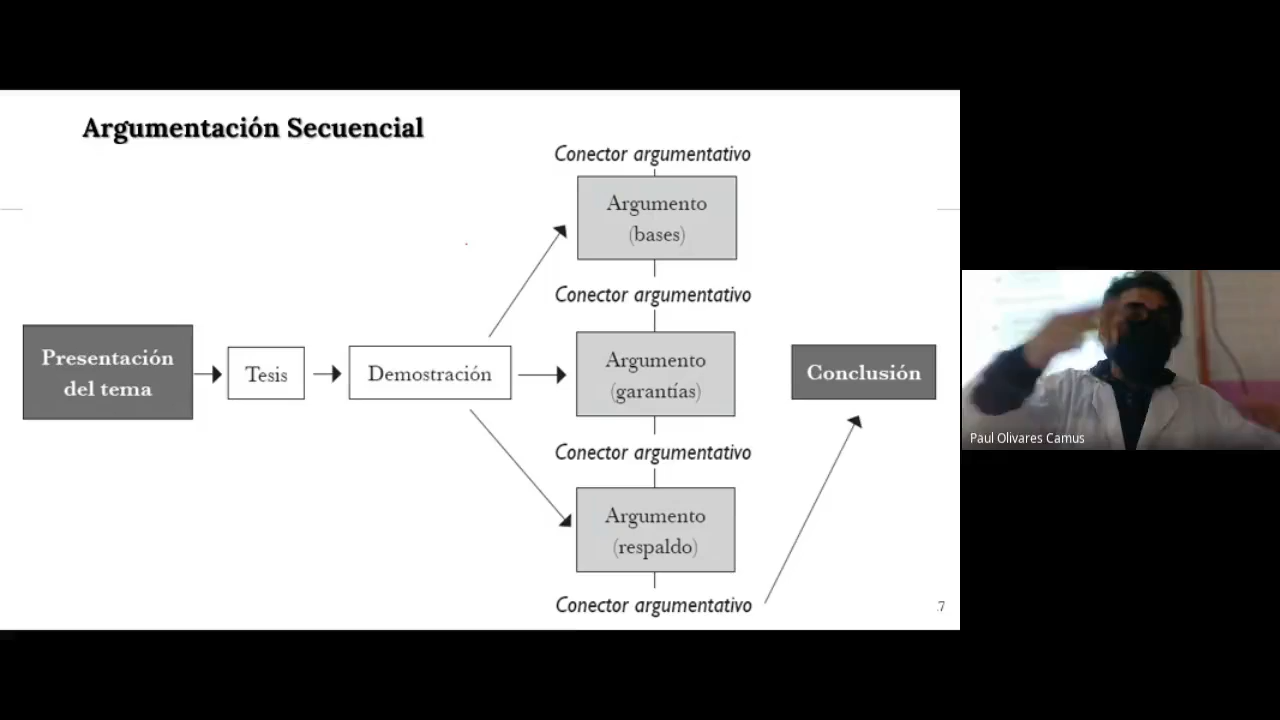 Argumentación Secuencial
Conector argumentativo
Argumento
(bases)
Conector argumentativo
Presentación
del tema
Tesis
Demostración
Argumento
(garantías)
Conclusión
Conector argumentativo
Argumento
(respaldo)
Conector argumentativo
.7
Paul Olivares Camus